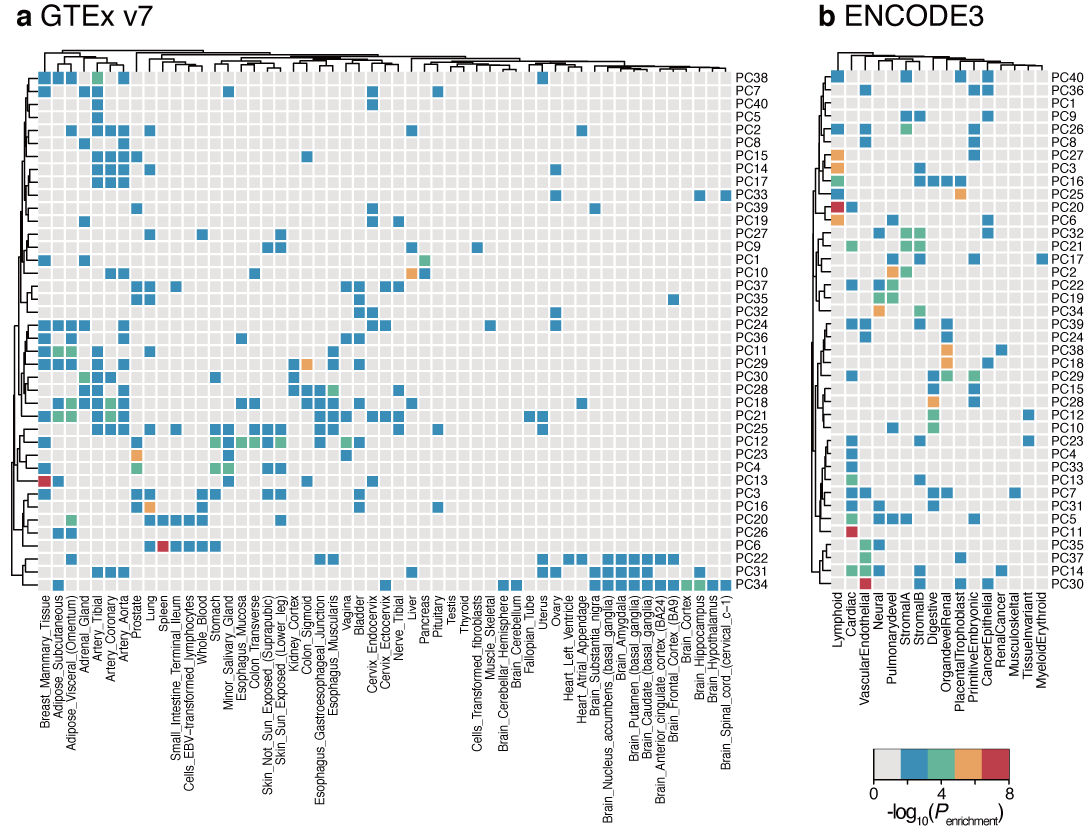 a GTEx v7
PC38
PC7
PC40
PC5
PC2
PC8
PC15
PC14
PC17
PC33
PC39
PC19
PC27
PC9
PC1
PC10
PC37
PC35
PC32
PC24
PC36
PC11
PC29
PC30
PC28
PC18
PC21
PC25
PC12
PC23
PC4
PC13
PC3
PC16
PC20
PC26
PC6
PC22
PC31
PC34
Breast_Mammary_Tissue
Adipose_Subcutaneous
Adipose_Visceral_(Omentum)
Adrenal_Gland
Artery_Tibial
Artery_Coronary
Artery_Aorta
Prostate
Lung
Spleen
Small_Intestine_Terminal_Ileum
Cells_EBV-transformed_lymphocytes
Whole_Blood
Stomach
Minor_Salivary_Gland
Esophagus_Mucosa
Colon_Transverse
Skin_Not_Sun_Exposed_(Suprapubic)
Skin_Sun_Exposed_(Lower_leg)
Kidney_Cortex
Colon_Sigmoid
Esophagus_Gastroesophageal_Junction
Esophagus_Muscularis
Vagina
Bladder
Cervix_Endocervix
Cervix_Ectocervix
Nerve_Tibial
Liver
Pancreas
Pituitary
Testis
Thyroid
Cells_Transformed_fibroblasts
Muscle_Skeletal
Brain_Cerebellar_Hemisphere
Brain_Cerebellum
Fallopian_Tube
Uterus
Ovary
Heart_Left_Ventricle
Heart_Atrial_Appendage
Brain_Substantia_nigra
Brain_Nucleus_accumbens_(basal_ganglia)
Brain_Amygdala
Brain_Putamen_(basal_ganglia)
Brain_Caudate_(basal_ganglia)
Brain_Anterior_cingulate_cortex_(BA24)
Brain_Frontal_Cortex_(BA9)
Brain_Cortex
Brain_Hippocampus
Brain_Hypothalamus
Brain_Spinal_cord_(cervical_c-1)
b ENCODE3
PC40
PC36
PC1
PC9
PC26
PC8
PC27
PC3
PC16
PC25
PC20
PC6
PC32
PC21
PC17
PC2
PC22
PC19
PC34
PC39
PC24
PC38
PC18
PC29
PC15
PC28
PC12
PC10
PC23
PC4
PC33
PC13
PC7
PC31
PC5
PC11
PC35
PC37
PC14
PC30
Lymphoid
Cardiac
VascularEndothelial
Neural
Pulmonarydevel
StromalA
StromalB
Digestive
OrgandevelRenal
PlacentalTrophoblast
PrimitiveEmbryonic
CancerEpithelial
RenalCancer
Musculoskeletal
TissueInvariant
MyeloidErythroid
0 4 8
-log10(Penrichment)